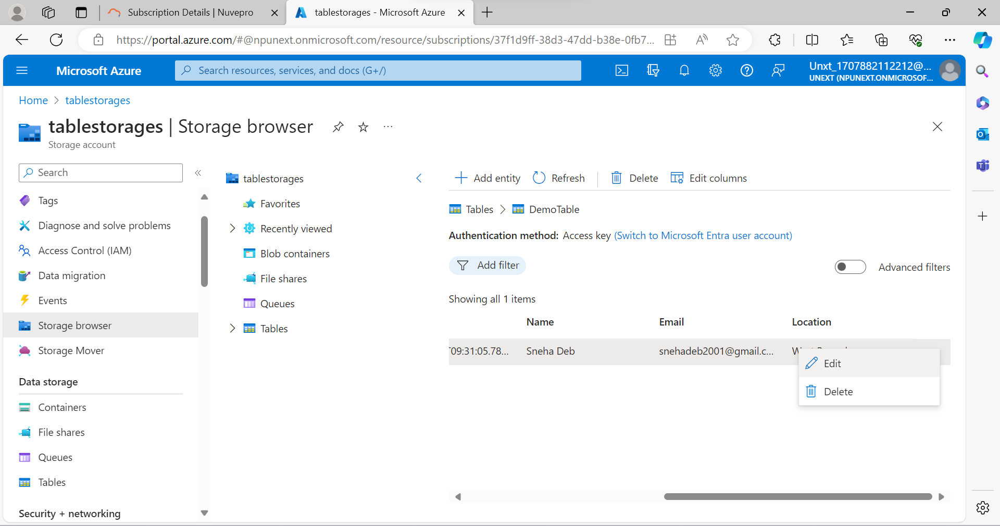 Subscription Details | Nuvepro
tablestorages - Microsoft Azure
https://portal.azure.com/#@npunext.onmicrosoft.com/resource/subscriptions/37f1d9ff-38d3-47dd-b38e-0fb7...
Microsoft Azure
Search resources, services, and docs (G+/)
Unxt_1707882112212@...
UNEXT (NPUNEXT.ONMICROSOF...
Home > tablestorages
tablestorages | Storage browser
Storage account
Search
Tags
Diagnose and solve problems
Access Control (IAM)
Data migration
Events
Storage browser
Storage Mover
Data storage
Containers
File shares
Queues
Tables
Security + networking
tablestorages
Favorites
Recently viewed
Blob containers
File shares
Queues
Tables
Add entity
Refresh
Delete
Edit columns
Tables > DemoTable
Authentication method: Access key (Switch to Microsoft Entra user account)
Add filter
Advanced filters
Showing all 1 items
Name Email Location
T09:31:05.78... Sneha Deb snehadeb2001@gmail.c...
Edit
Delete